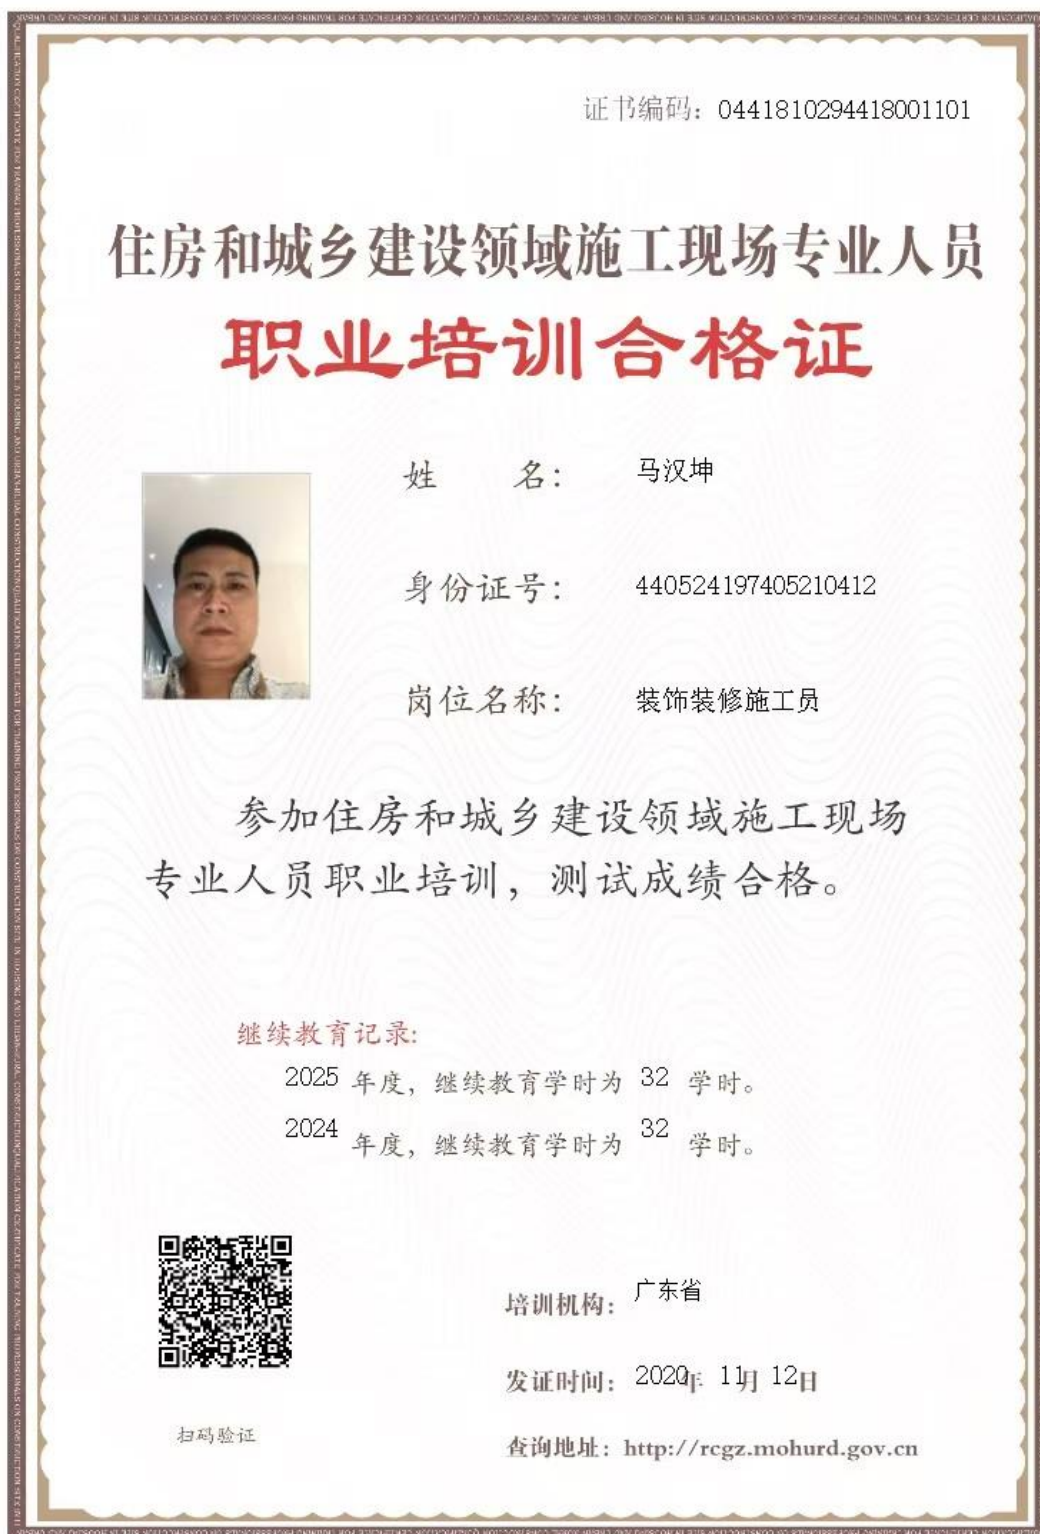 证书编码：0441810294418001101
住房和城乡建设领域施工现场专业人员
职业培训合格证
姓 名： 马汉坤
身份证号： 440524197405210412
岗位名称： 装饰装修施工员
参加住房和城乡建设领域施工现场
专业人员职业培训，测试成绩合格。
继续教育记录:
2025 年度，继续教育学时为 32 学时。
2024 年度，继续教育学时为 32 学时。
培训机构： 广东省
发证时间： 2020年 11月 12日
扫码验证
查询地址：http://rcgz.mohurd.gov.cn